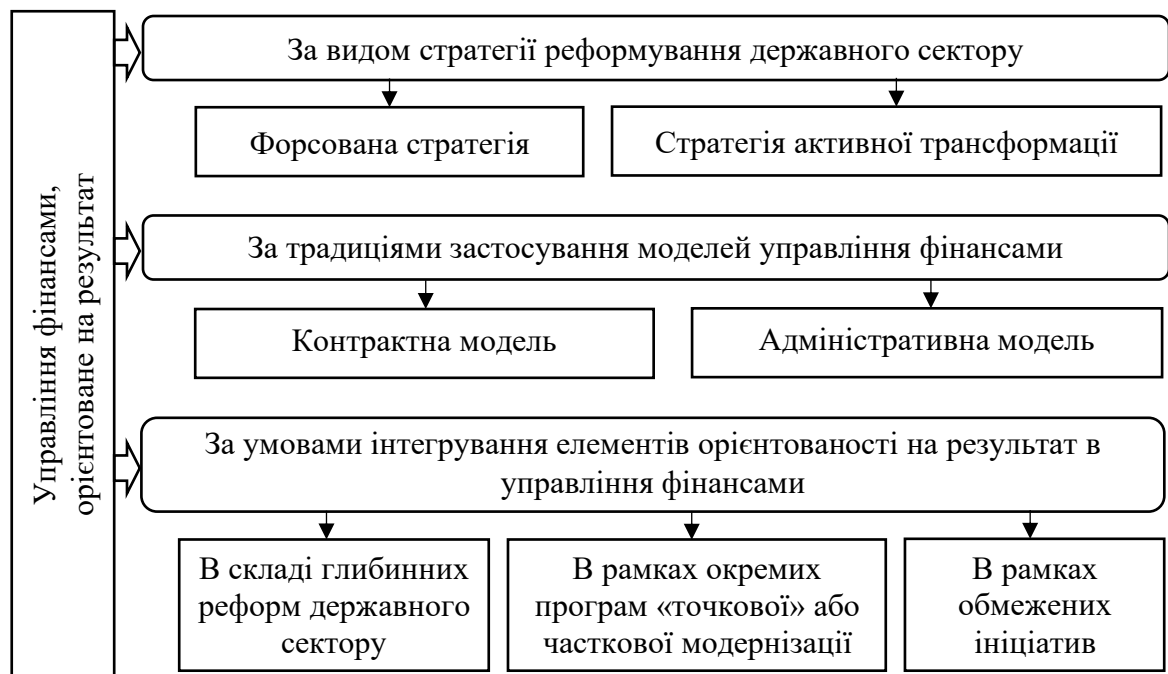 Управління фінансами,
орієнтоване на результат
За видом стратегії реформування державного сектору
Форсована стратегія
Стратегія активної трансформації
За традиціями застосування моделей управління фінансами
Контрактна модель
Адміністративна модель
За умовами інтегрування елементів орієнтованості на результат в
управління фінансами
В складі глибинних
реформ державного
сектору
В рамках окремих
програм «точкової» або
часткової модернізації
В рамках
обмежених
ініціатив